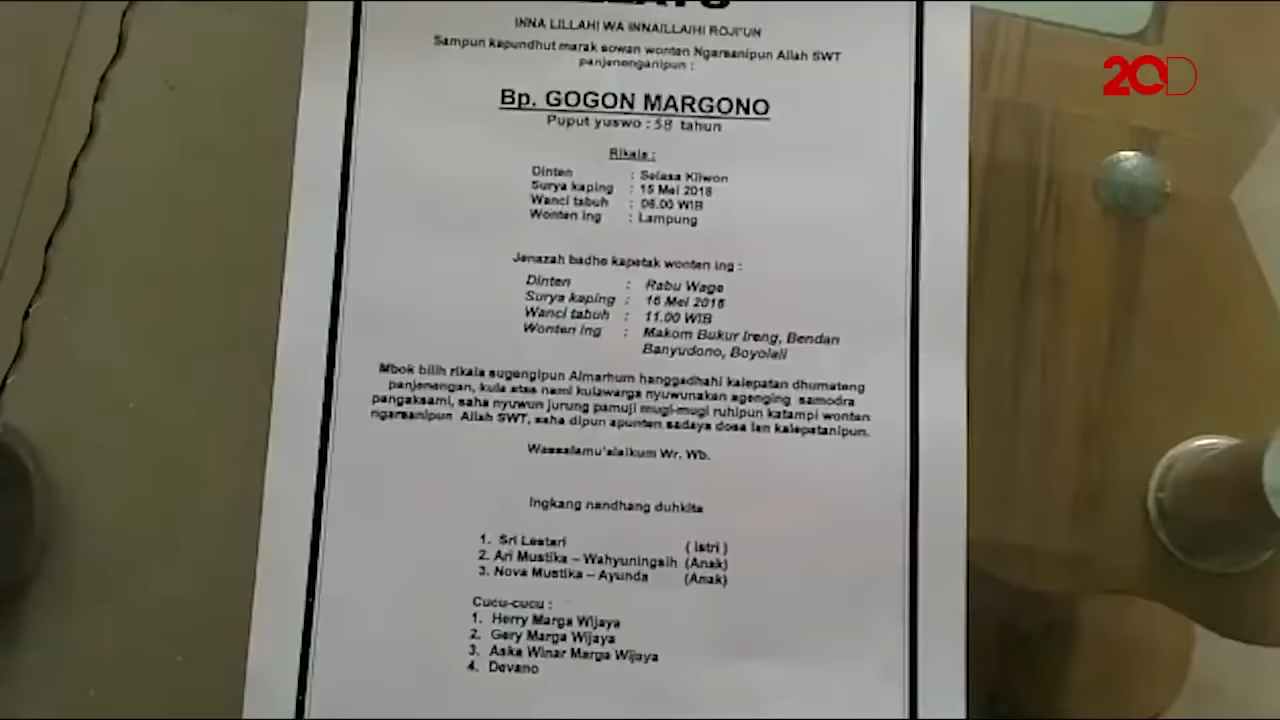 INNA LILLAHI WA INNAILLAIHI ROJI'UN
Sampun kapundhut marak sowan wonten Ngarsanipun Allah SWT
panjenenganipun :
Bp. GOGON MARGONO
Puput yuswo : 58 tahun
Rikala :
Dinten : Selasa Kliwon
Surya kaping : 15 Mei 2018
Wanci tabuh : 06.00 WIB
Wonten ing : Lampung
Jenazah badhe kapetak wonten ing :
Dinten : Rabu Wage
Surya kaping : 16 Mei 2018
Wanci tabuh : 11.00 WIB
Wonten ing : Makom Bukur Ireng, Bendan
Banyudono, Boyolali
Mbok bilih rikala sugengipun Almarhum hanggadhahi kalepatan dhumateng
panjenengan, kula atas nami kulawarga nyuwunakan agenging samodra
pangaksami, saha nyuwun jurung pamuji mugi-mugi ruhipun katampi wonten
ngarsanipun Allah SWT, saha dipun apunten sadaya dosa lan kalepatanipun.
Wassalamu'alaikum Wr. Wb.
Ingkang nandhang duhkita
1. Sri Lestari ( Istri )
2. Ari Mustika – Wahyuningsih (Anak)
3. Nova Mustika – Ayunda (Anak)
Cucu-cucu :
1. Herry Marga Wijaya
2. Gery Marga Wijaya
3. Aska Winar Marga Wijaya
4. Devano
20D